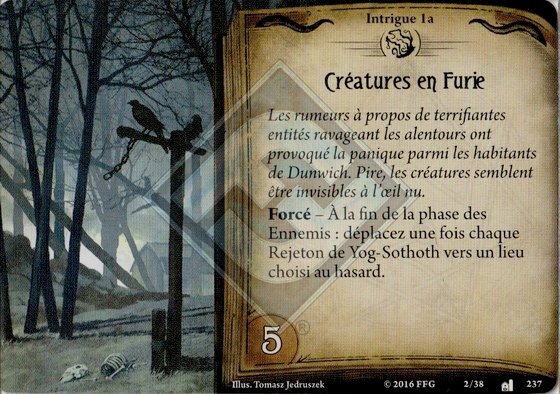 Intrigue 1a
Créatures en Furie
Les rumeurs à propos de terrifiantes
entités ravageant les alentours ont
provoqué la panique parmi les habitants
de Dunwich. Pire, les créatures semblent
être invisibles à l'œil nu.
Forcé – À la fin de la phase des
Ennemis : déplacez une fois chaque
Rejeton de Yog-Sothoth vers un lieu
choisi au hasard.
5
®
Illus. Tomasz Jedruszek © 2016 FFG 2/38 237